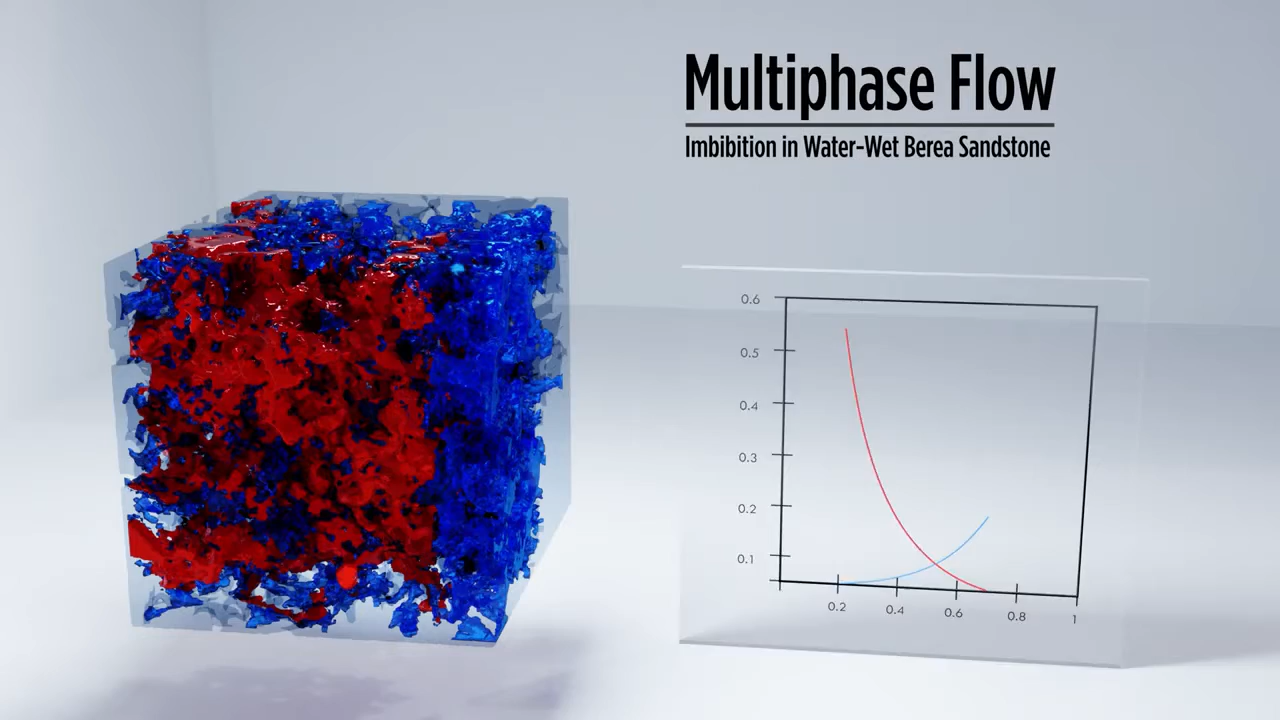 Multiphase Flow
Imbibition in Water-Wet Berea Sandstone
0.6
0.5
0.4
0.3
0.2
0.1
0.2 0.4 0.6 0.8 1